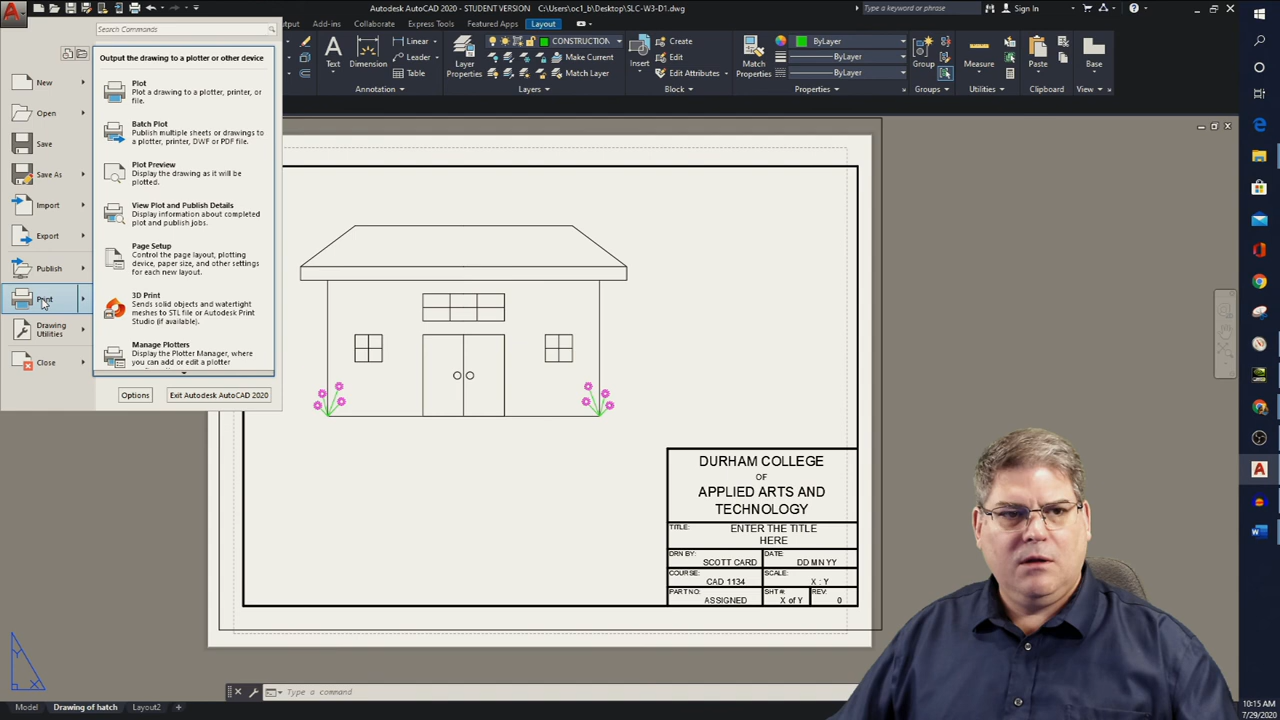 Autodesk AutoCAD 2020 - STUDENT VERSION
C:\Users\oc1_b\Desktop\SLC-W3-D1.dwg
Type a keyword or phrase
Sign In
Search Commands
Output
Add-ins
Collaborate
Express Tools
Featured Apps
Layout
Text
Dimension
Linear
Leader
Table
Annotation
Layer
Properties
CONSTRUCTION
Make Current
Match Layer
Layers
Insert
Create
Edit
Edit Attributes
Block
Match
Properties
ByLayer
ByLayer
ByLayer
Properties
Group
Groups
Measure
Utilities
Paste
Clipboard
Base
View
New
Open
Save
Save As
Import
Export
Publish
Print
Drawing
Utilities
Close
Output the drawing to a plotter or other device
Plot
Plot a drawing to a plotter, printer, or
file.
Batch Plot
Publish multiple sheets or drawings to
a plotter, printer, DWF or PDF file.
Plot Preview
Display the drawing as it will be
plotted.
View Plot and Publish Details
Display information about completed
plot and publish jobs.
Page Setup
Control the page layout, plotting
device, paper size, and other settings
for each new layout.
3D Print
Sends solid objects and watertight
meshes to STL file or Autodesk Print
Studio (if available).
Manage Plotters
Display the Plotter Manager, where
you can add or edit a plotter
Options
Exit Autodesk AutoCAD 2020
DURHAM COLLEGE
OF
APPLIED ARTS AND
TECHNOLOGY
TITLE: ENTER THE TITLE
HERE
DRN BY: SCOTT CARD DATE: DD MN YY
COURSE: CAD 1134 SCALE: X : Y
PART NO: ASSIGNED SHT #: X of Y REV: 0
Y
X
Type a command
Model
Drawing of hatch
Layout2
10:15 AM
7/29/2020